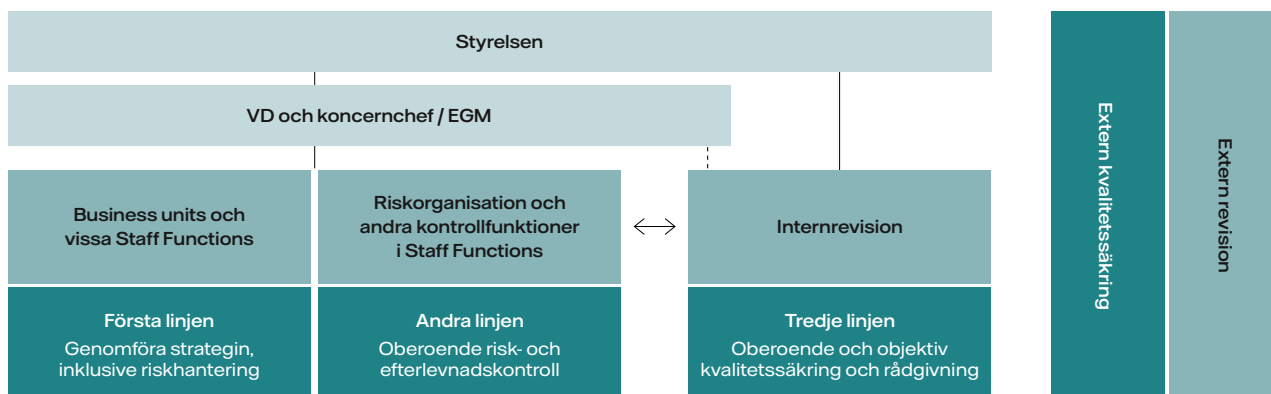 Styrelsen
VD och koncernchef / EGM
Business units och
vissa Staff Functions
Riskorganisation och
andra kontrollfunktioner
i Staff Functions
Internrevision
Första linjen
Genomföra strategin,
inklusive riskhantering
Andra linjen
Oberoende risk- och
efterlevnadskontroll
Tredje linjen
Oberoende och objektiv
kvalitetssäkring och rådgivning
Extern kvalitetssäkring
Extern revision